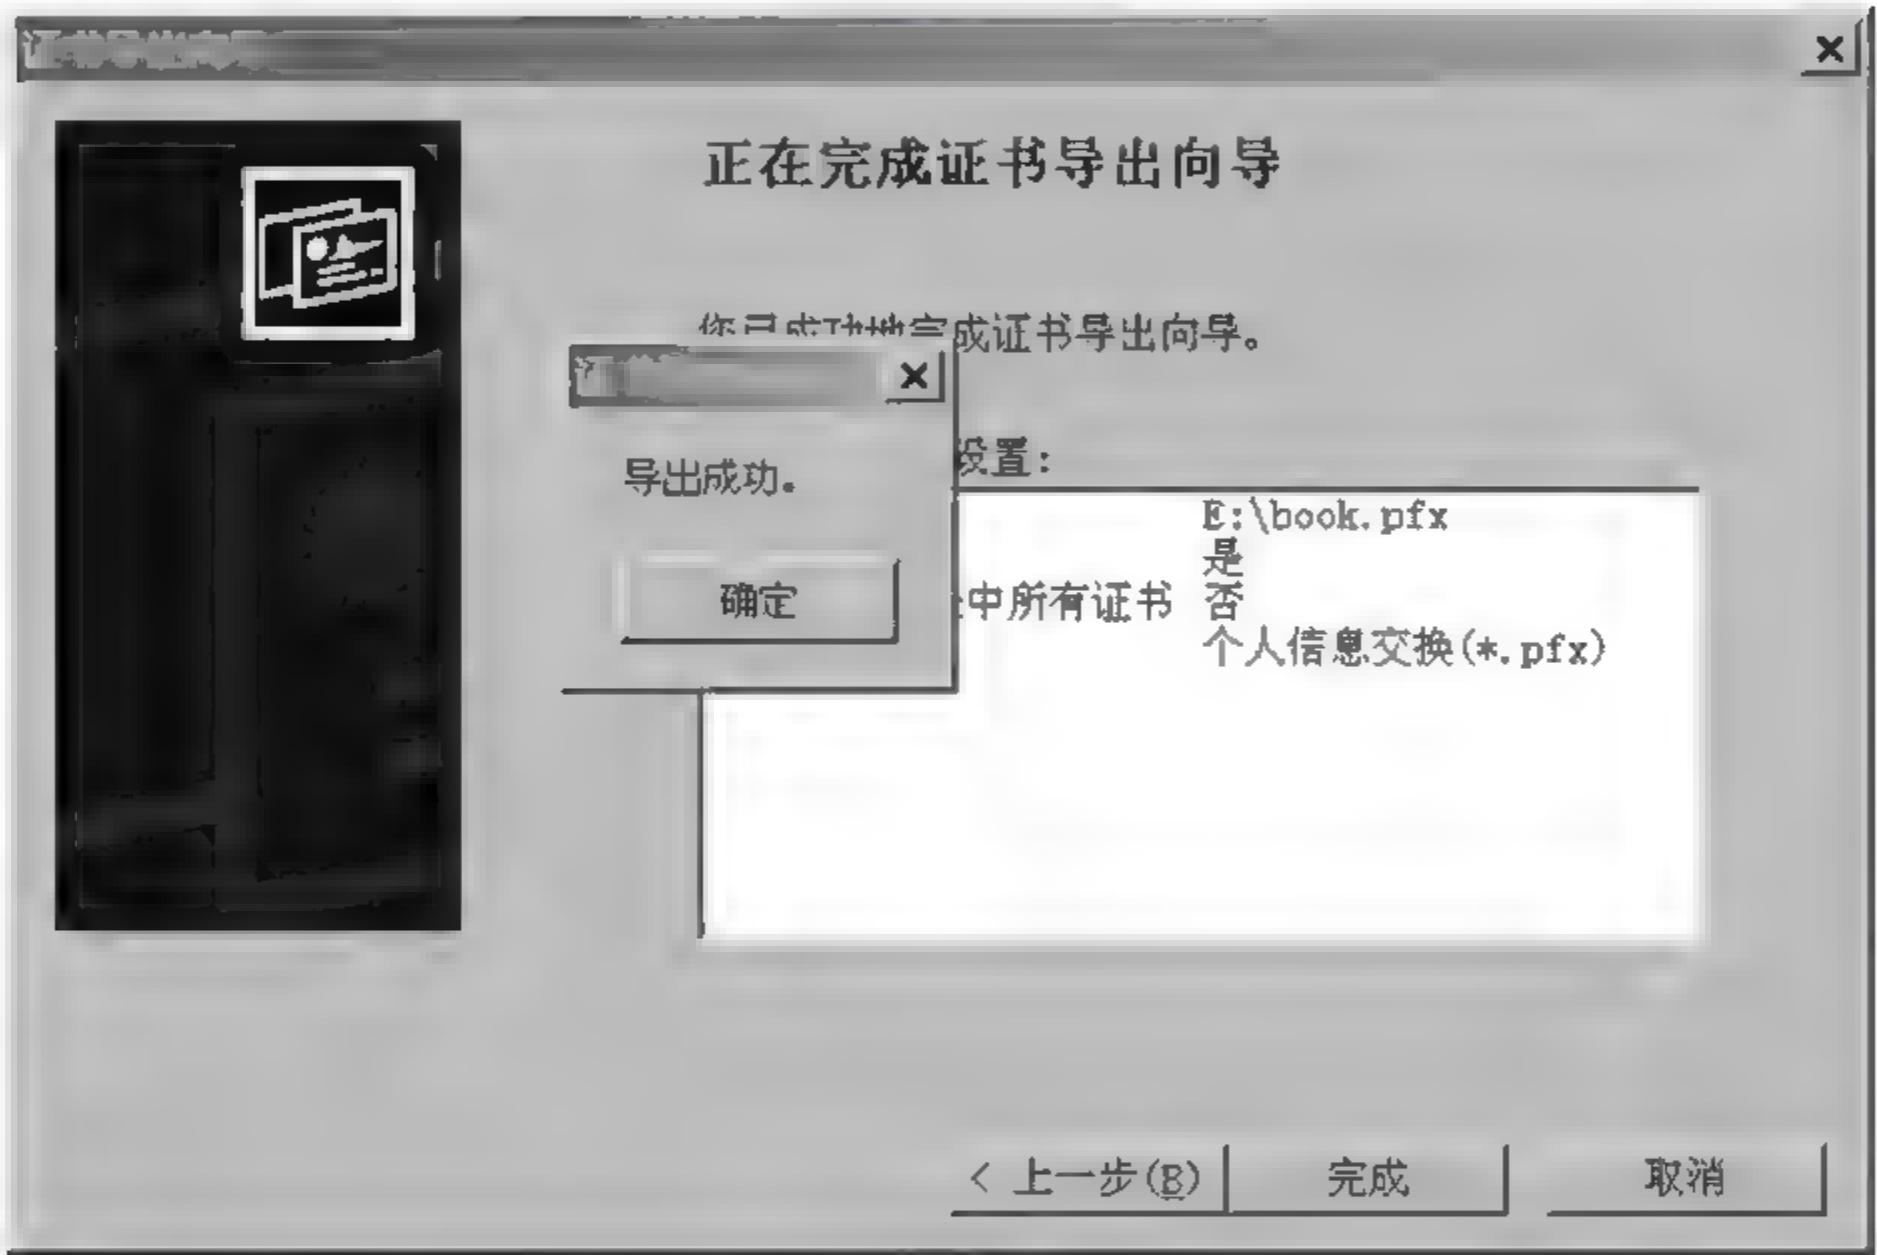 正在完成证书导出向导
您已成功地完成证书导出向导。
导出成功。
确定
设置:
E:\book.pfx
是
中所有证书 否
个人信息交换(*.pfx)
< 上一步(B)
完成
取消